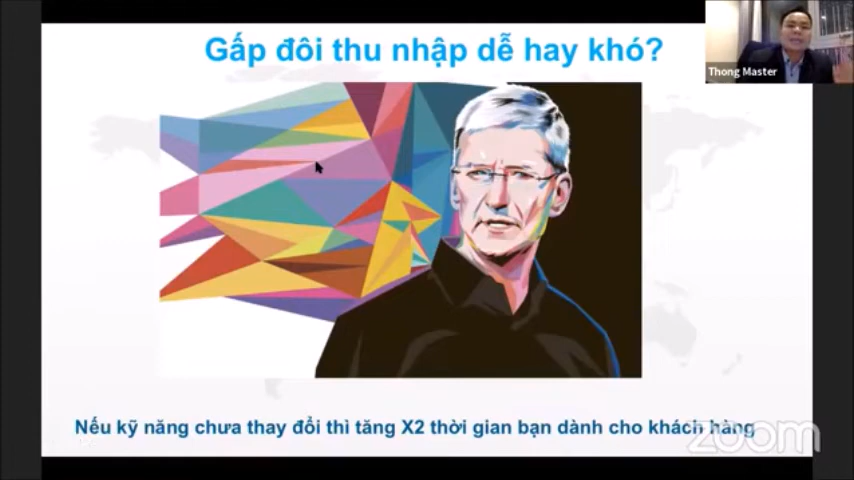 Gấp đôi thu nhập dễ hay khó?
Thong Master
Nếu kỹ năng chưa thay đổi thì tăng X2 thời gian bạn dành cho khách hàng
zoom